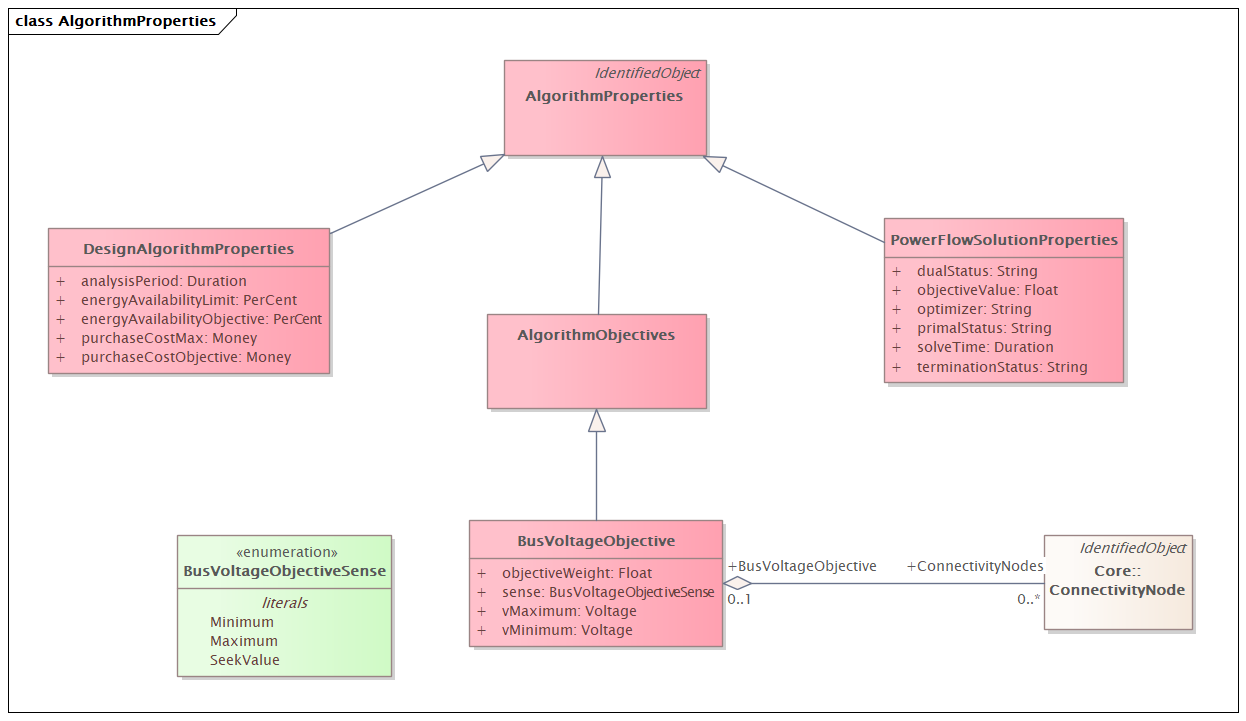 class AlgorithmProperties
IdentifiedObject
AlgorithmProperties
DesignAlgorithmProperties
+ analysisPeriod: Duration
+ energyAvailabilityLimit: PerCent
+ energyAvailabilityObjective: PerCent
+ purchaseCostMax: Money
+ purchaseCostObjective: Money
PowerFlowSolutionProperties
+ dualStatus: String
+ objectiveValue: Float
+ optimizer: String
+ primalStatus: String
+ solveTime: Duration
+ terminationStatus: String
AlgorithmObjectives
«enumeration»
BusVoltageObjectiveSense
literals
Minimum
Maximum
SeekValue
BusVoltageObjective
+ objectiveWeight: Float
+ sense: BusVoltageObjectiveSense
+ vMaximum: Voltage
+ vMinimum: Voltage
+BusVoltageObjective
0..1
+ConnectivityNodes
0..*
IdentifiedObject
Core::
ConnectivityNode